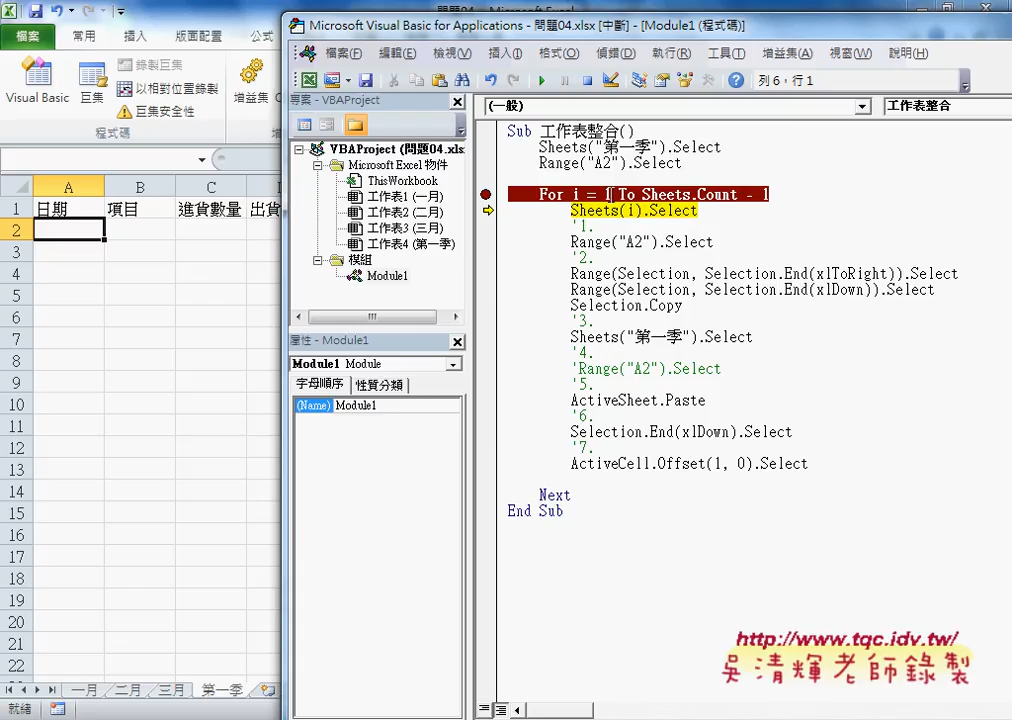 問題04.xlsx - Microsoft Excel
Microsoft Visual Basic for Applications - 問題04.xlsx [中斷] - [Module1 (程式碼)]
檔案 常用 插入 版面配置 公式
檔案(F) 編輯(E) 檢視(V) 插入(I) 格式(O) 偵錯(D) 執行(R) 工具(T) 增益集(A) 視窗(W) 說明(H)
錄製巨集
以相對位置錄製
巨集安全性
Visual Basic 巨集 增益集
程式碼
列 6，行 1
專案 - VBAProject
(一般) 工作表整合
VBAProject (問題04.xlsx
Microsoft Excel 物件
ThisWorkbook
工作表1 (一月)
工作表2 (二月)
工作表3 (三月)
工作表4 (第一季)
模組
Module1
屬性 - Module1
Module1 Module
字母順序 性質分類
(Name) Module1
Sub 工作表整合()
Sheets("第一季").Select
Range("A2").Select
For i = 1 To Sheets.Count - 1
Sheets(i).Select
'1.
Range("A2").Select
'2.
Range(Selection, Selection.End(xlToRight)).Select
Range(Selection, Selection.End(xlDown)).Select
Selection.Copy
'3.
Sheets("第一季").Select
'4.
'Range("A2").Select
'5.
ActiveSheet.Paste
'6.
Selection.End(xlDown).Select
'7.
ActiveCell.Offset(1, 0).Select
Next
End Sub
A B C
1 日期 項目 進貨數量 出貨
2
3
4
5
6
7
8
9
10
11
12
13
14
15
16
17
18
19
20
21
22
一月 二月 三月 第一季
就緒
http://www.tqc.idv.tw/
吳清輝老師錄製